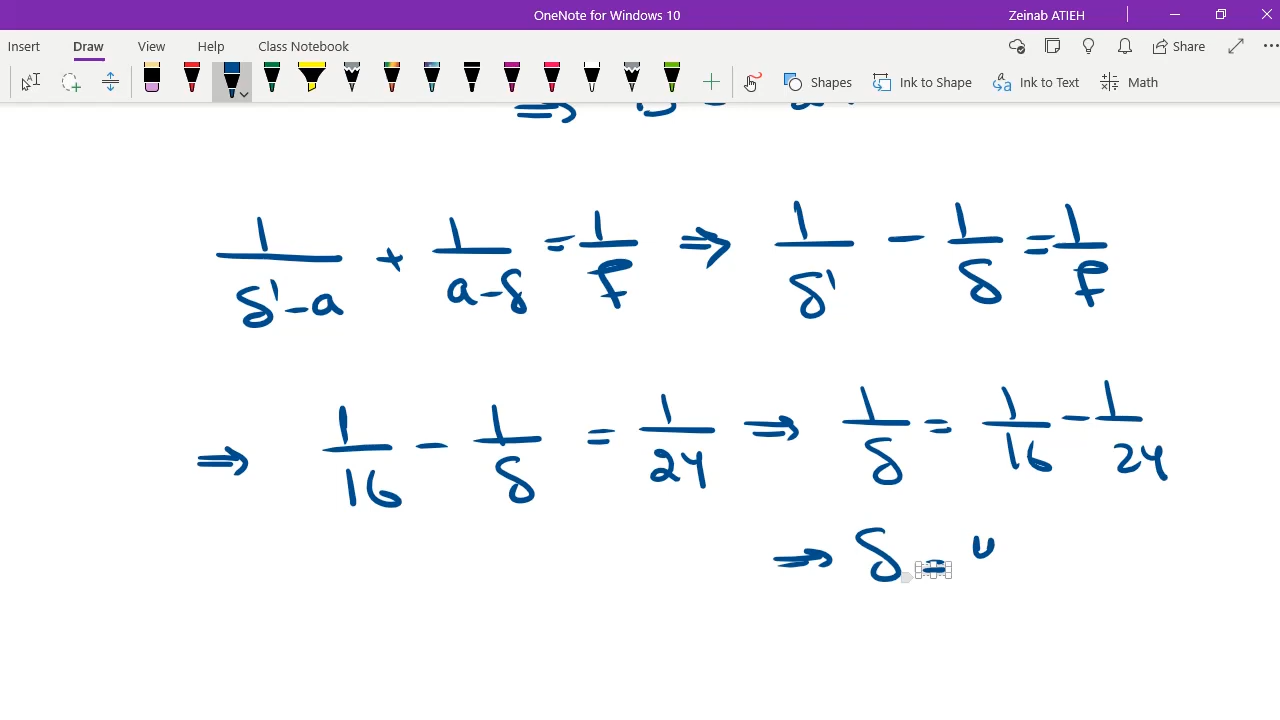 OneNote for Windows 10 Zeinab ATIEH
Insert Draw View Help Class Notebook Share
Shapes Ink to Shape Ink to Text Math
1/(δ'-a) + 1/(a-δ) = 1/f ⇒ 1/δ' - 1/δ = 1/f
⇒ 1/16 - 1/δ = 1/24 ⇒ 1/δ = 1/16 - 1/24
⇒ δ =